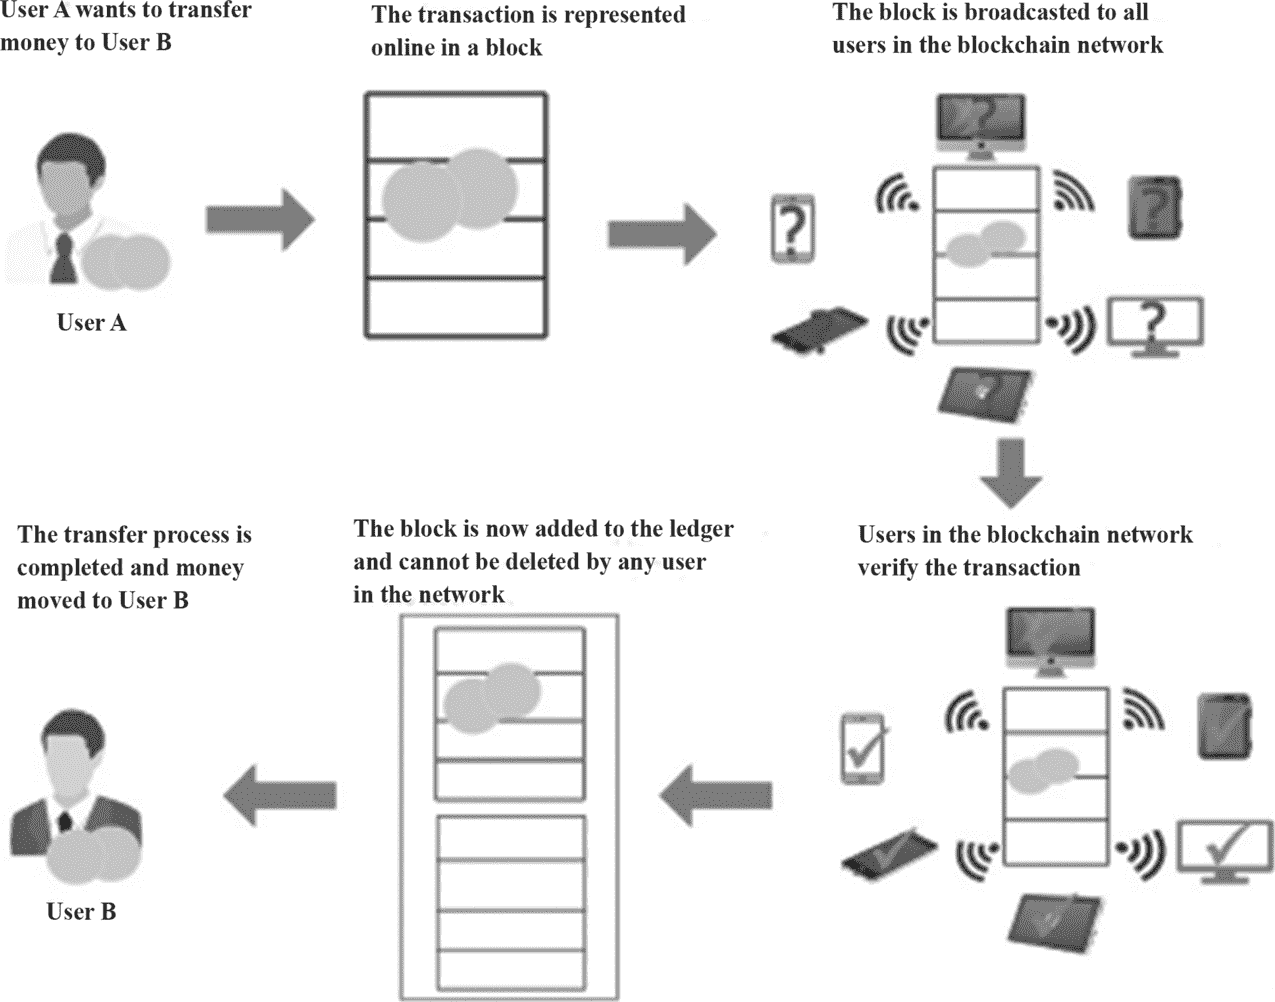 User A wants to transfer
money to User B
The transaction is represented
online in a block
The block is broadcasted to all
users in the blockchain network
?
?
?
?
?
User A
Users in the blockchain network
verify the transaction
The block is now added to the ledger
and cannot be deleted by any user
in the network
The transfer process is
completed and money
moved to User B
User B